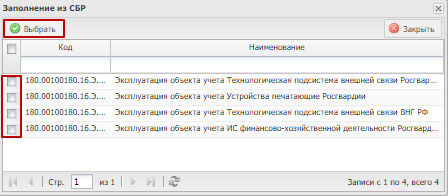 Заполнение из СБР
Выбрать Закрыть
Код Наименование
180.00100180.16.Э.... Эксплуатация объекта учета Технологическая подсистема внешней связи Росгвар...
180.00100180.16.Э.... Эксплуатация объекта учета Устройства печатающие Росгвардии
180.00100180.16.Э.... Эксплуатация объекта учета Технологическая подсистема внешней связи ВНГ РФ
180.00100180.16.Э.... Эксплуатация объекта учета ИС финансово-хозяйственной деятельности Росгвард...
Стр. 1 из 1 Записи с 1 по 4, всего 4